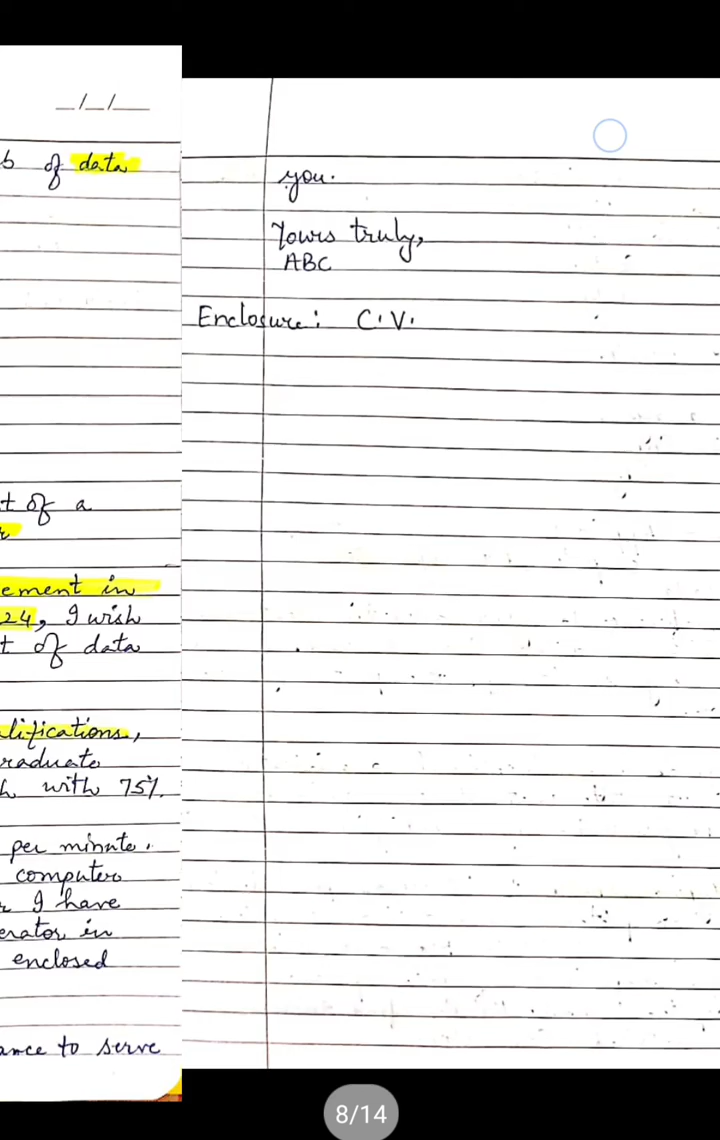 _/_/_
of data
t of a
ement in
24, I wish
t of data
lifications,
raduate
h with 75%.
per minute.
computer
I have
erator in
enclosed
ance to serve
you.
Yours truly,
ABC
Enclosure: C.V.
8/14